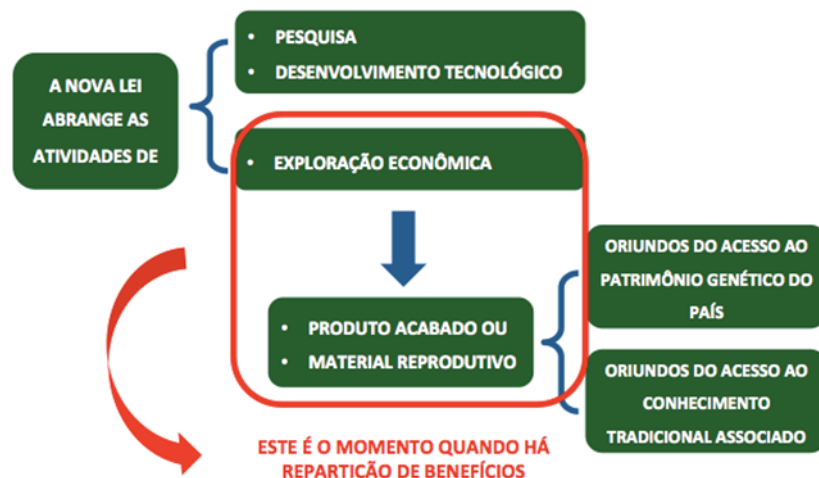 A NOVA LEI
ABRANGE AS
ATIVIDADES DE
• PESQUISA
• DESENVOLVIMENTO TECNOLÓGICO
• EXPLORAÇÃO ECONÔMICA
• PRODUTO ACABADO OU
• MATERIAL REPRODUTIVO
ORIUNDOS DO ACESSO AO
PATRIMÔNIO GENÉTICO DO
PAÍS
ORIUNDOS DO ACESSO AO
CONHECIMENTO
TRADICIONAL ASSOCIADO
ESTE É O MOMENTO QUANDO HÁ
REPARTIÇÃO DE BENEFÍCIOS